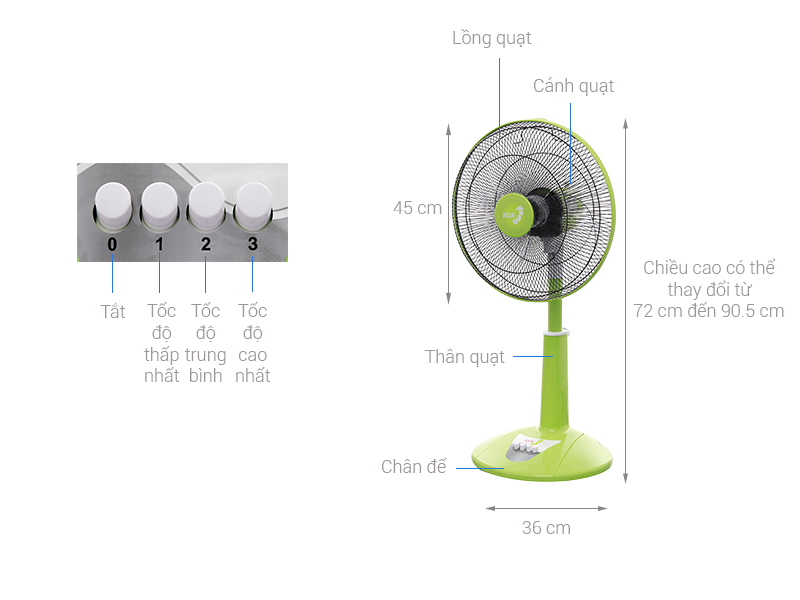 Lồng quạt
Cánh quạt
45 cm
0 1 2 3
Tắt
Tốc
độ
thấp
nhất
Tốc
độ
trung
bình
Tốc
độ
cao
nhất
Chiều cao có thể
thay đổi từ
72 cm đến 90.5 cm
Thân quạt
Chân đế
36 cm